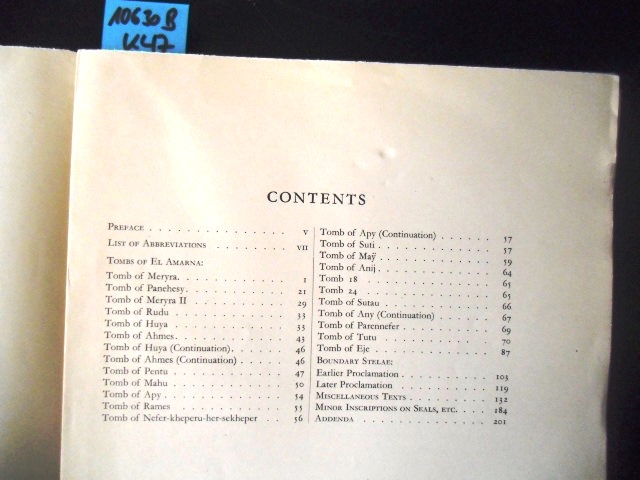 10630B
K47
CONTENTS
PREFACE . . . . . . . . . . . . . . . V
LIST OF ABBREVIATIONS . . . . . . . . VII
TOMBS OF EL AMARNA:
Tomb of Meryra. . . . . . . . . . . . 1
Tomb of Panehesy . . . . . . . . . . 21
Tomb of Meryra II . . . . . . . . . . 29
Tomb of Rudu . . . . . . . . . . . . 33
Tomb of Huya . . . . . . . . . . . . 33
Tomb of Ahmes. . . . . . . . . . . . 43
Tomb of Huya (Continuation). . . . . . 46
Tomb of Ahmes (Continuation) . . . . . 46
Tomb of Pentu . . . . . . . . . . . . 47
Tomb of Mahu . . . . . . . . . . . . 50
Tomb of Apy . . . . . . . . . . . . . 54
Tomb of Rames . . . . . . . . . . . . 55
Tomb of Nefer-kheperu-her-sekheper . . 56
Tomb of Apy (Continuation) . . . . . . 57
Tomb of Suti . . . . . . . . . . . . 57
Tomb of Maÿ . . . . . . . . . . . . . 59
Tomb of Anij . . . . . . . . . . . . 64
Tomb 18 . . . . . . . . . . . . . . 65
Tomb 24 . . . . . . . . . . . . . . 65
Tomb of Sutau . . . . . . . . . . . . 66
Tomb of Any (Continuation) . . . . . . 67
Tomb of Parennefer . . . . . . . . . 69
Tomb of Tutu . . . . . . . . . . . . 70
Tomb of Eje . . . . . . . . . . . . . 87
BOUNDARY STELAE:
Earlier Proclamation . . . . . . . . . 103
Later Proclamation . . . . . . . . . 119
MISCELLANEOUS TEXTS . . . . . . . . . 132
MINOR INSCRIPTIONS ON SEALS, ETC. . . . 184
ADDENDA . . . . . . . . . . . . . . . 201